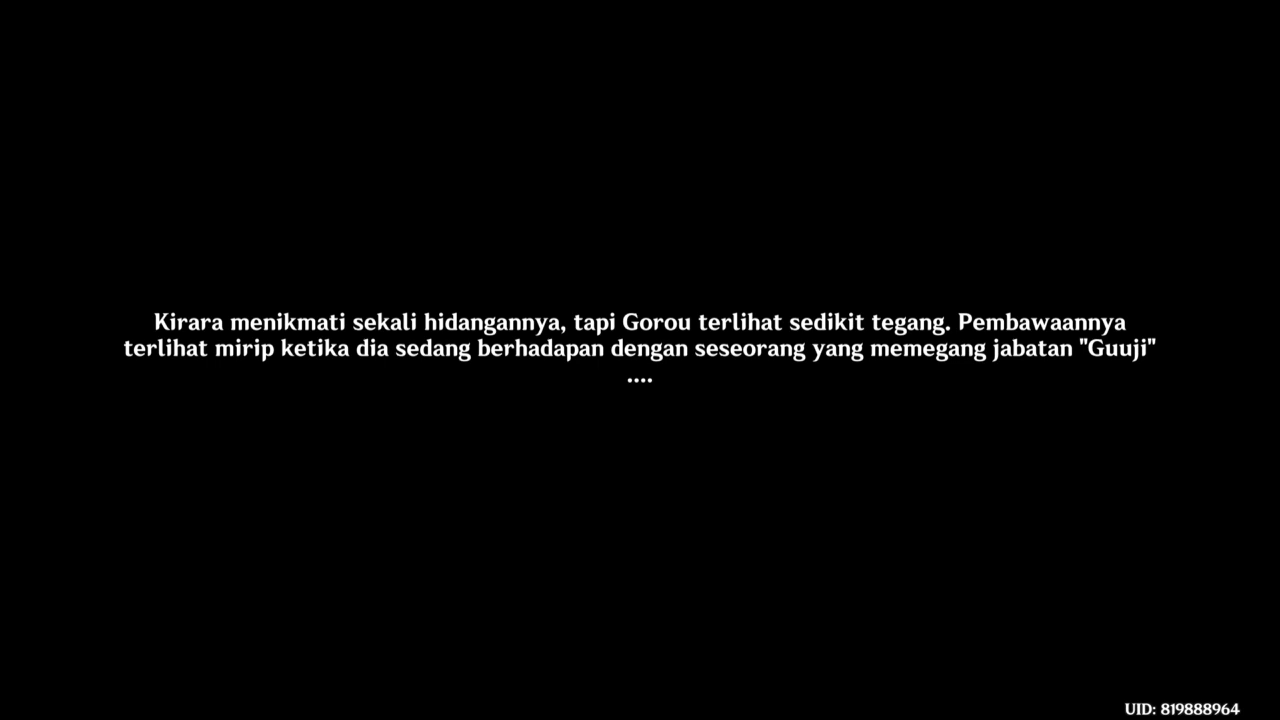 Kirara menikmati sekali hidangannya, tapi Gorou terlihat sedikit tegang. Pembawaannya
terlihat mirip ketika dia sedang berhadapan dengan seseorang yang memegang jabatan "Guuji"
....
UID: 819888964